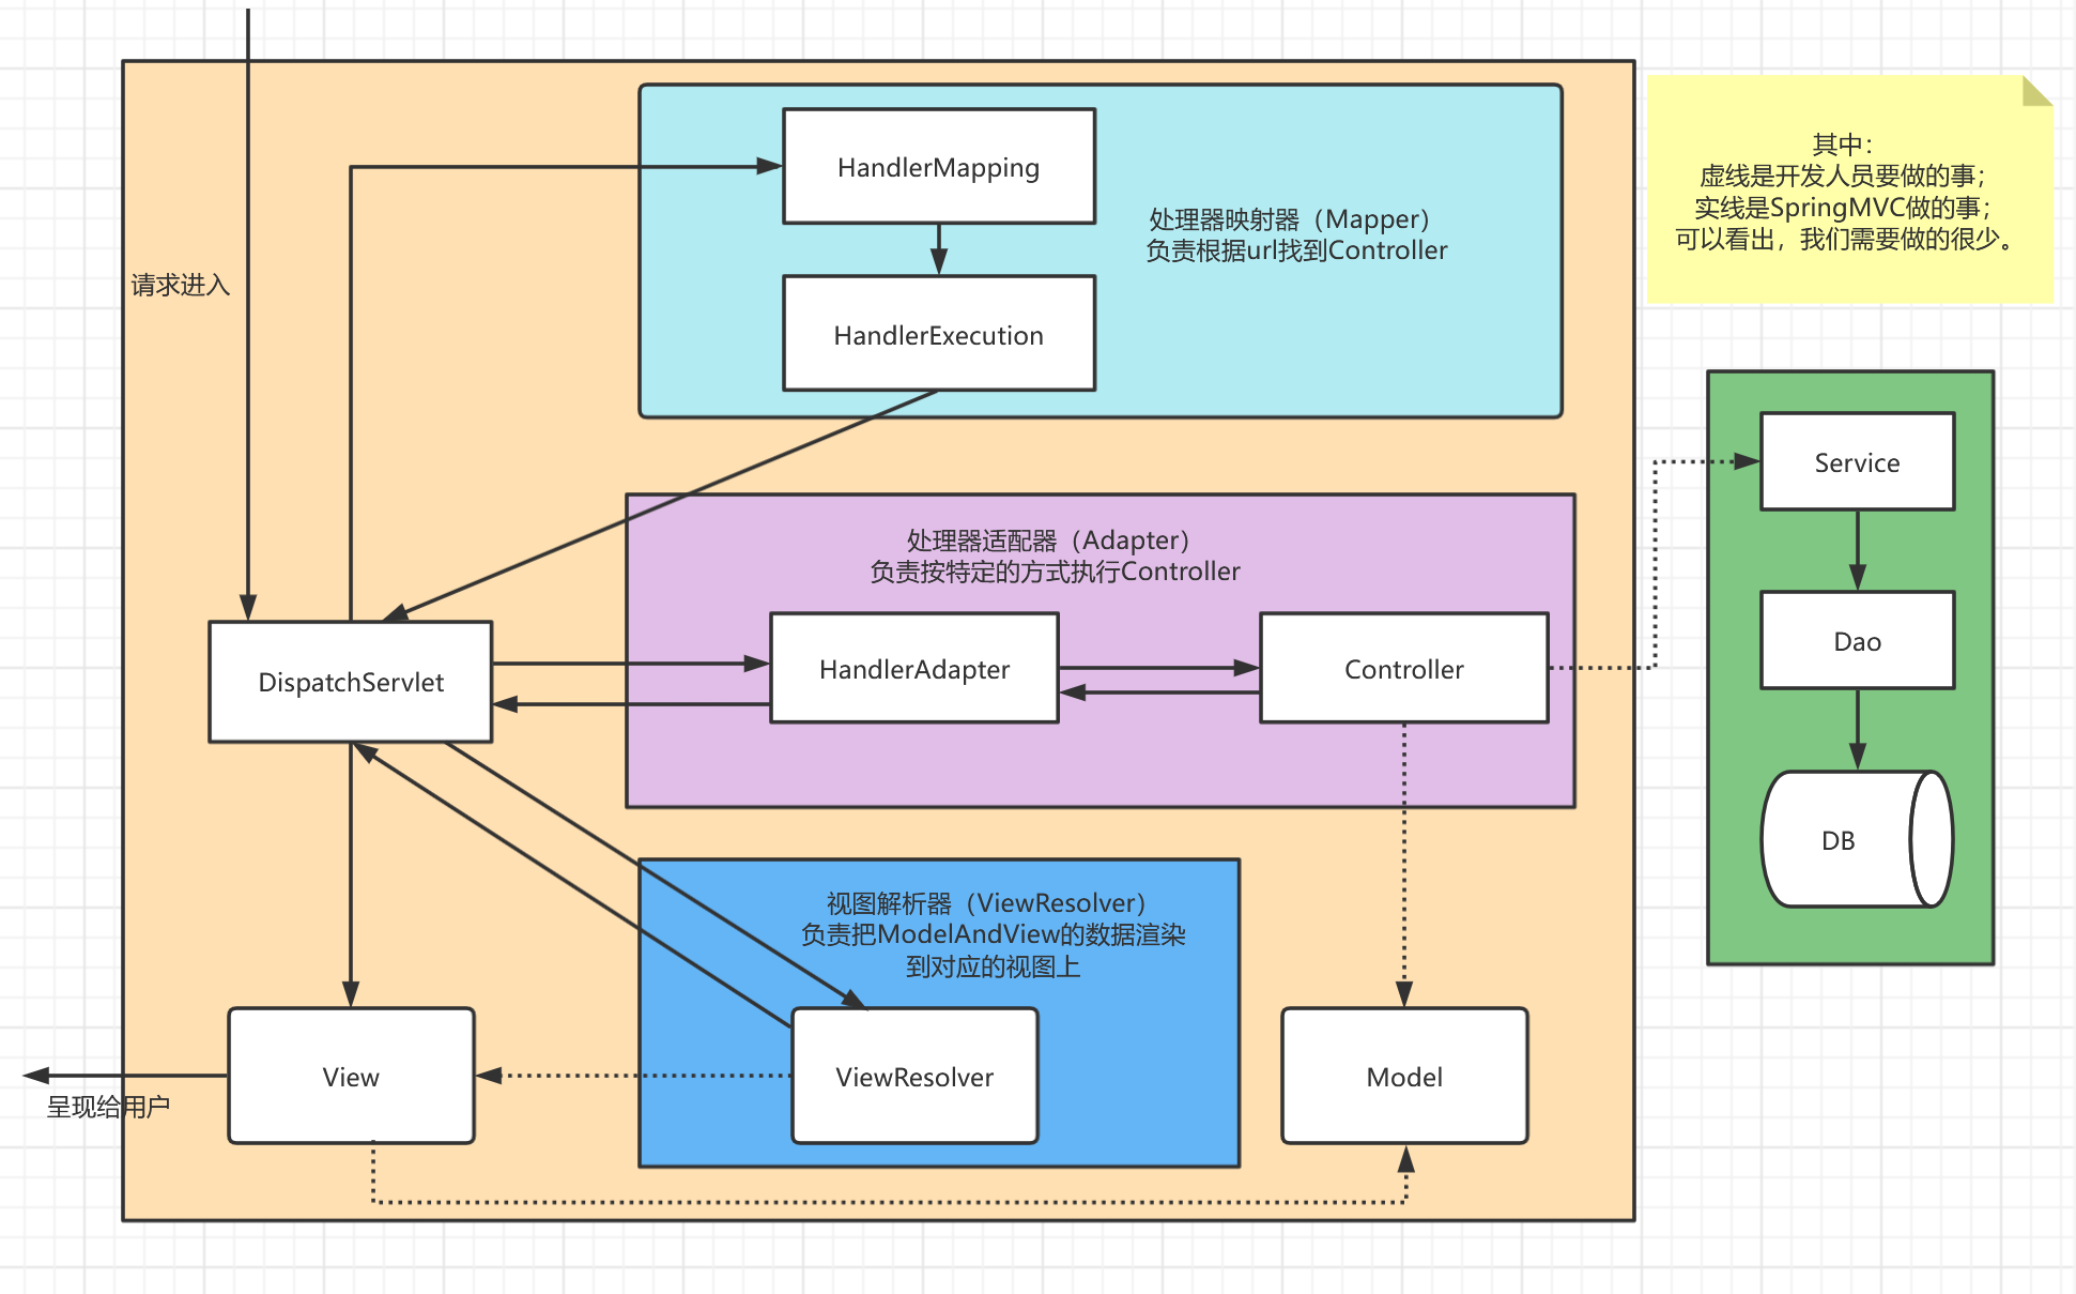 请求进入
HandlerMapping
处理器映射器（Mapper）
负责根据url找到Controller
HandlerExecution
其中：
虚线是开发人员要做的事；
实线是SpringMVC做的事；
可以看出，我们需要做的很少。
处理器适配器（Adapter）
负责按特定的方式执行Controller
DispatchServlet
HandlerAdapter
Controller
Service
Dao
DB
视图解析器（ViewResolver）
负责把ModelAndView的数据渲染
到对应的视图上
View
ViewResolver
Model
呈现给用户